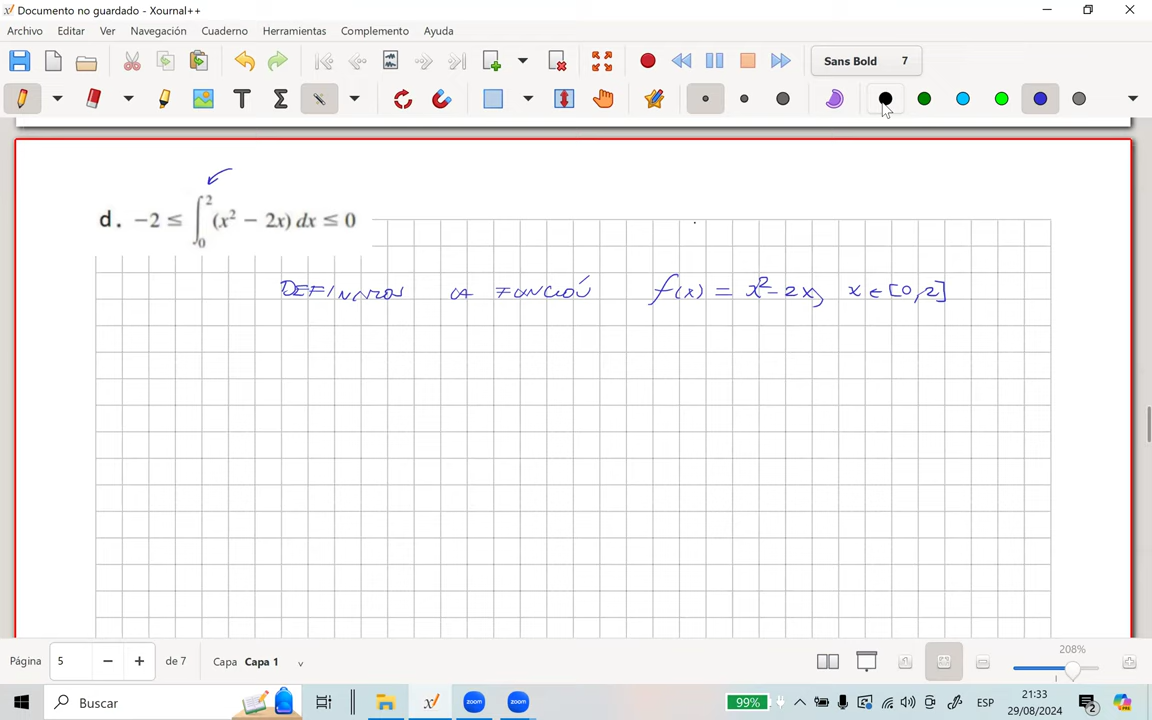 Documento no guardado - Xournal++
Archivo Editar Ver Navegación Cuaderno Herramientas Complemento Ayuda
Sans Bold 7
d. −2 ≤ ∫₀² (x² − 2x) dx ≤ 0
DEFINAMOS LA FUNCIÓN f(x) = x² − 2x, x ∈ [0,2]
Página 5 de 7 Capa Capa 1 208%
Buscar 99% ESP 21:33
29/08/2024 2